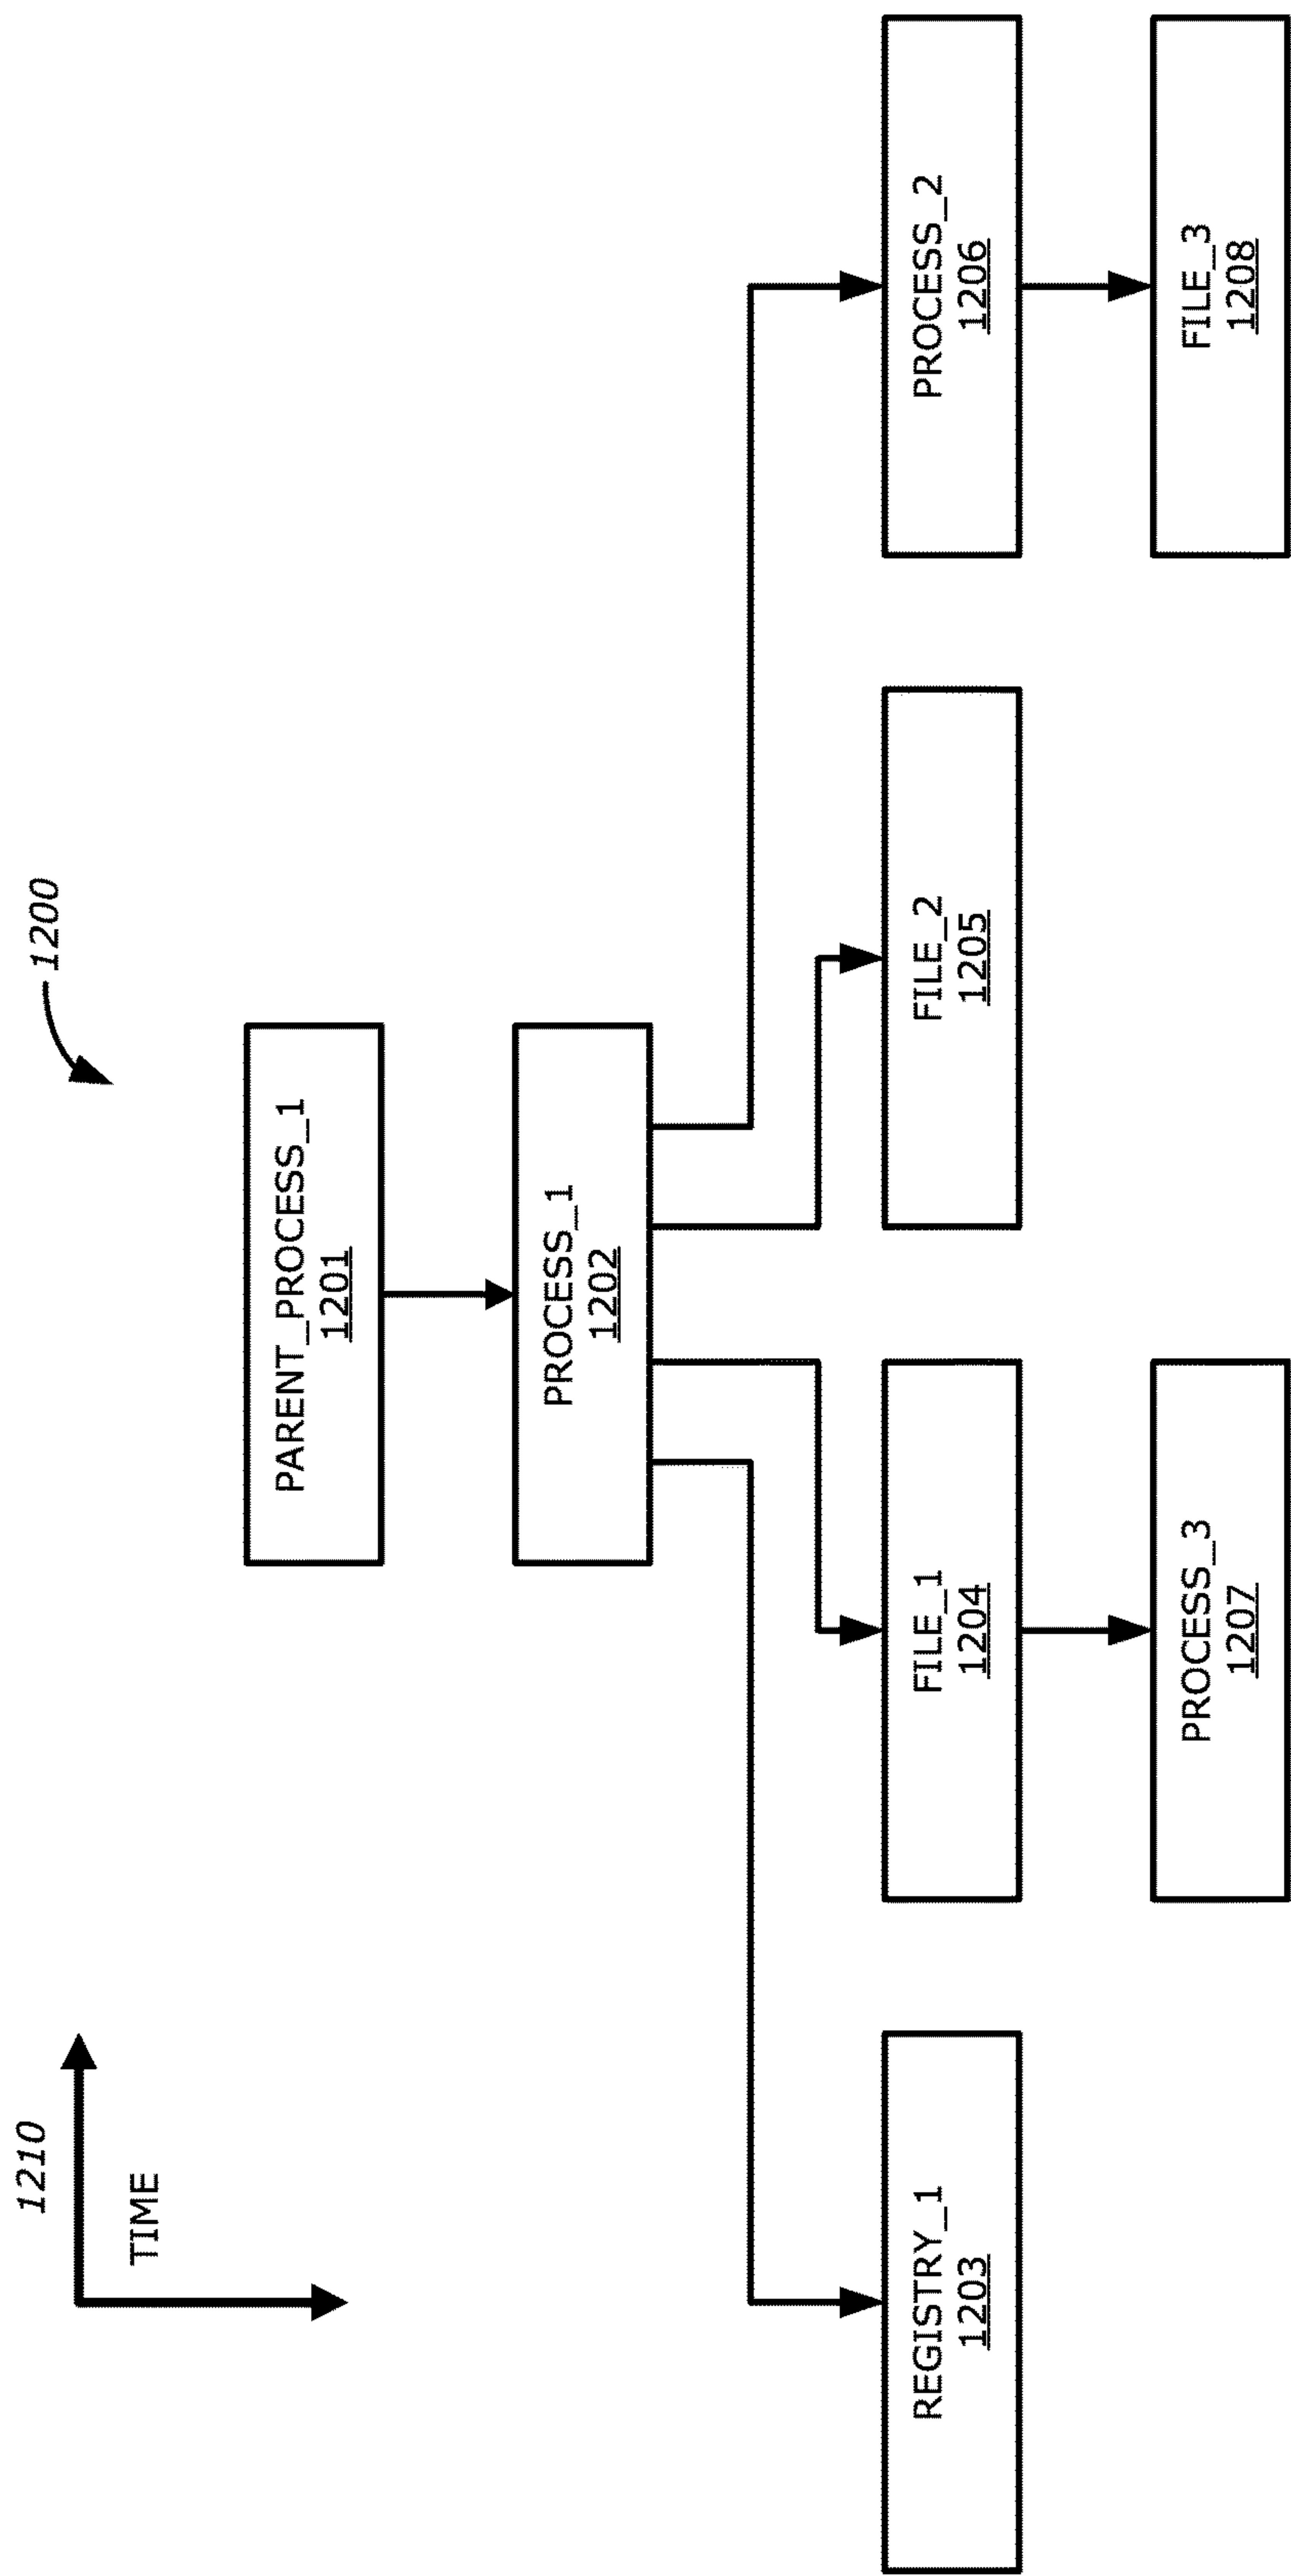 1200
1210
TIME
PARENT_PROCESS_1
1201
PROCESS_1
1202
REGISTRY_1
1203
FILE_1
1204
FILE_2
1205
PROCESS_2
1206
PROCESS_3
1207
FILE_3
1208